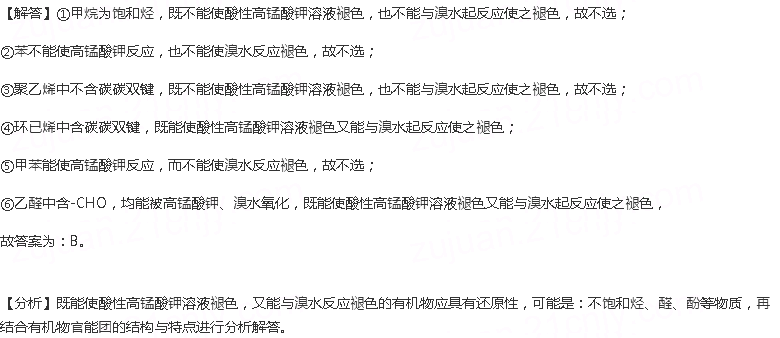 【解答】①甲烷为饱和烃，既不能使酸性高锰酸钾溶液褪色，也不能与溴水起反应使之褪色，故不选；
②苯不能使高锰酸钾反应，也不能使溴水反应褪色，故不选；
③聚乙烯中不含碳碳双键，既不能使酸性高锰酸钾溶液褪色，也不能与溴水起反应使之褪色，故不选；
④环已烯中含碳碳双键，既能使酸性高锰酸钾溶液褪色又能与溴水起反应使之褪色；
⑤甲苯能使高锰酸钾反应，而不能使溴水反应褪色，故不选；
⑥乙醛中含-CHO，均能被高锰酸钾、溴水氧化，既能使酸性高锰酸钾溶液褪色又能与溴水起反应使之褪色，
故答案为：B。
【分析】既能使酸性高锰酸钾溶液褪色，又能与溴水反应褪色的有机物应具有还原性，可能是：不饱和烃、醛、酚等物质，再
结合有机物官能团的结构与特点进行分析解答。